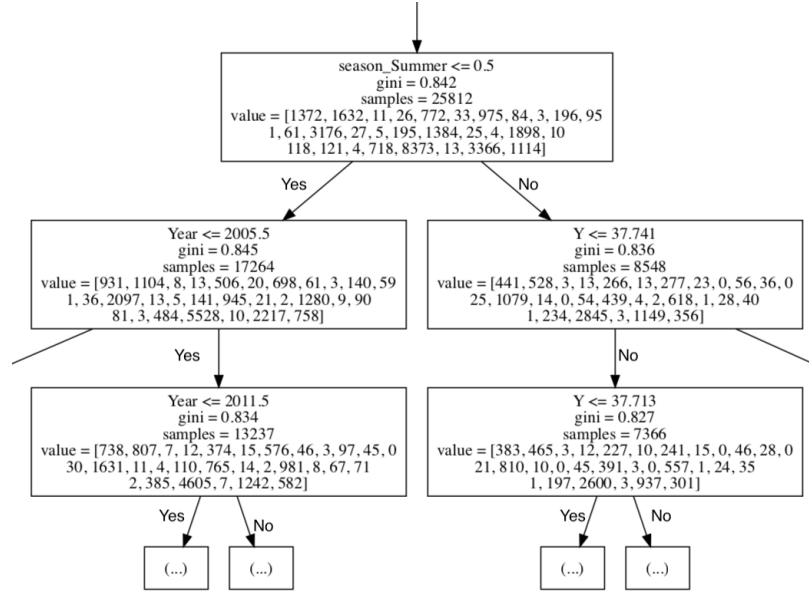 season_Summer <= 0.5
gini = 0.842
samples = 25812
value = [1372, 1632, 11, 26, 772, 33, 975, 84, 3, 196, 95
1, 61, 3176, 27, 5, 195, 1384, 25, 4, 1898, 10
118, 121, 4, 718, 8373, 13, 3366, 1114]
Yes
No
Year <= 2005.5
gini = 0.845
samples = 17264
value = [931, 1104, 8, 13, 506, 20, 698, 61, 3, 140, 59
1, 36, 2097, 13, 5, 141, 945, 21, 2, 1280, 9, 90
81, 3, 484, 5528, 10, 2217, 758]
Y <= 37.741
gini = 0.836
samples = 8548
value = [441, 528, 3, 13, 266, 13, 277, 23, 0, 56, 36, 0
25, 1079, 14, 0, 54, 439, 4, 2, 618, 1, 28, 40
1, 234, 2845, 3, 1149, 356]
Yes
No
Year <= 2011.5
gini = 0.834
samples = 13237
value = [738, 807, 7, 12, 374, 15, 576, 46, 3, 97, 45, 0
30, 1631, 11, 4, 110, 765, 14, 2, 981, 8, 67, 71
2, 385, 4605, 7, 1242, 582]
Y <= 37.713
gini = 0.827
samples = 7366
value = [383, 465, 3, 12, 227, 10, 241, 15, 0, 46, 28, 0
21, 810, 10, 0, 45, 391, 3, 0, 557, 1, 24, 35
1, 197, 2600, 3, 937, 301]
Yes
No
Yes
No
(...)
(...)
(...)
(...)